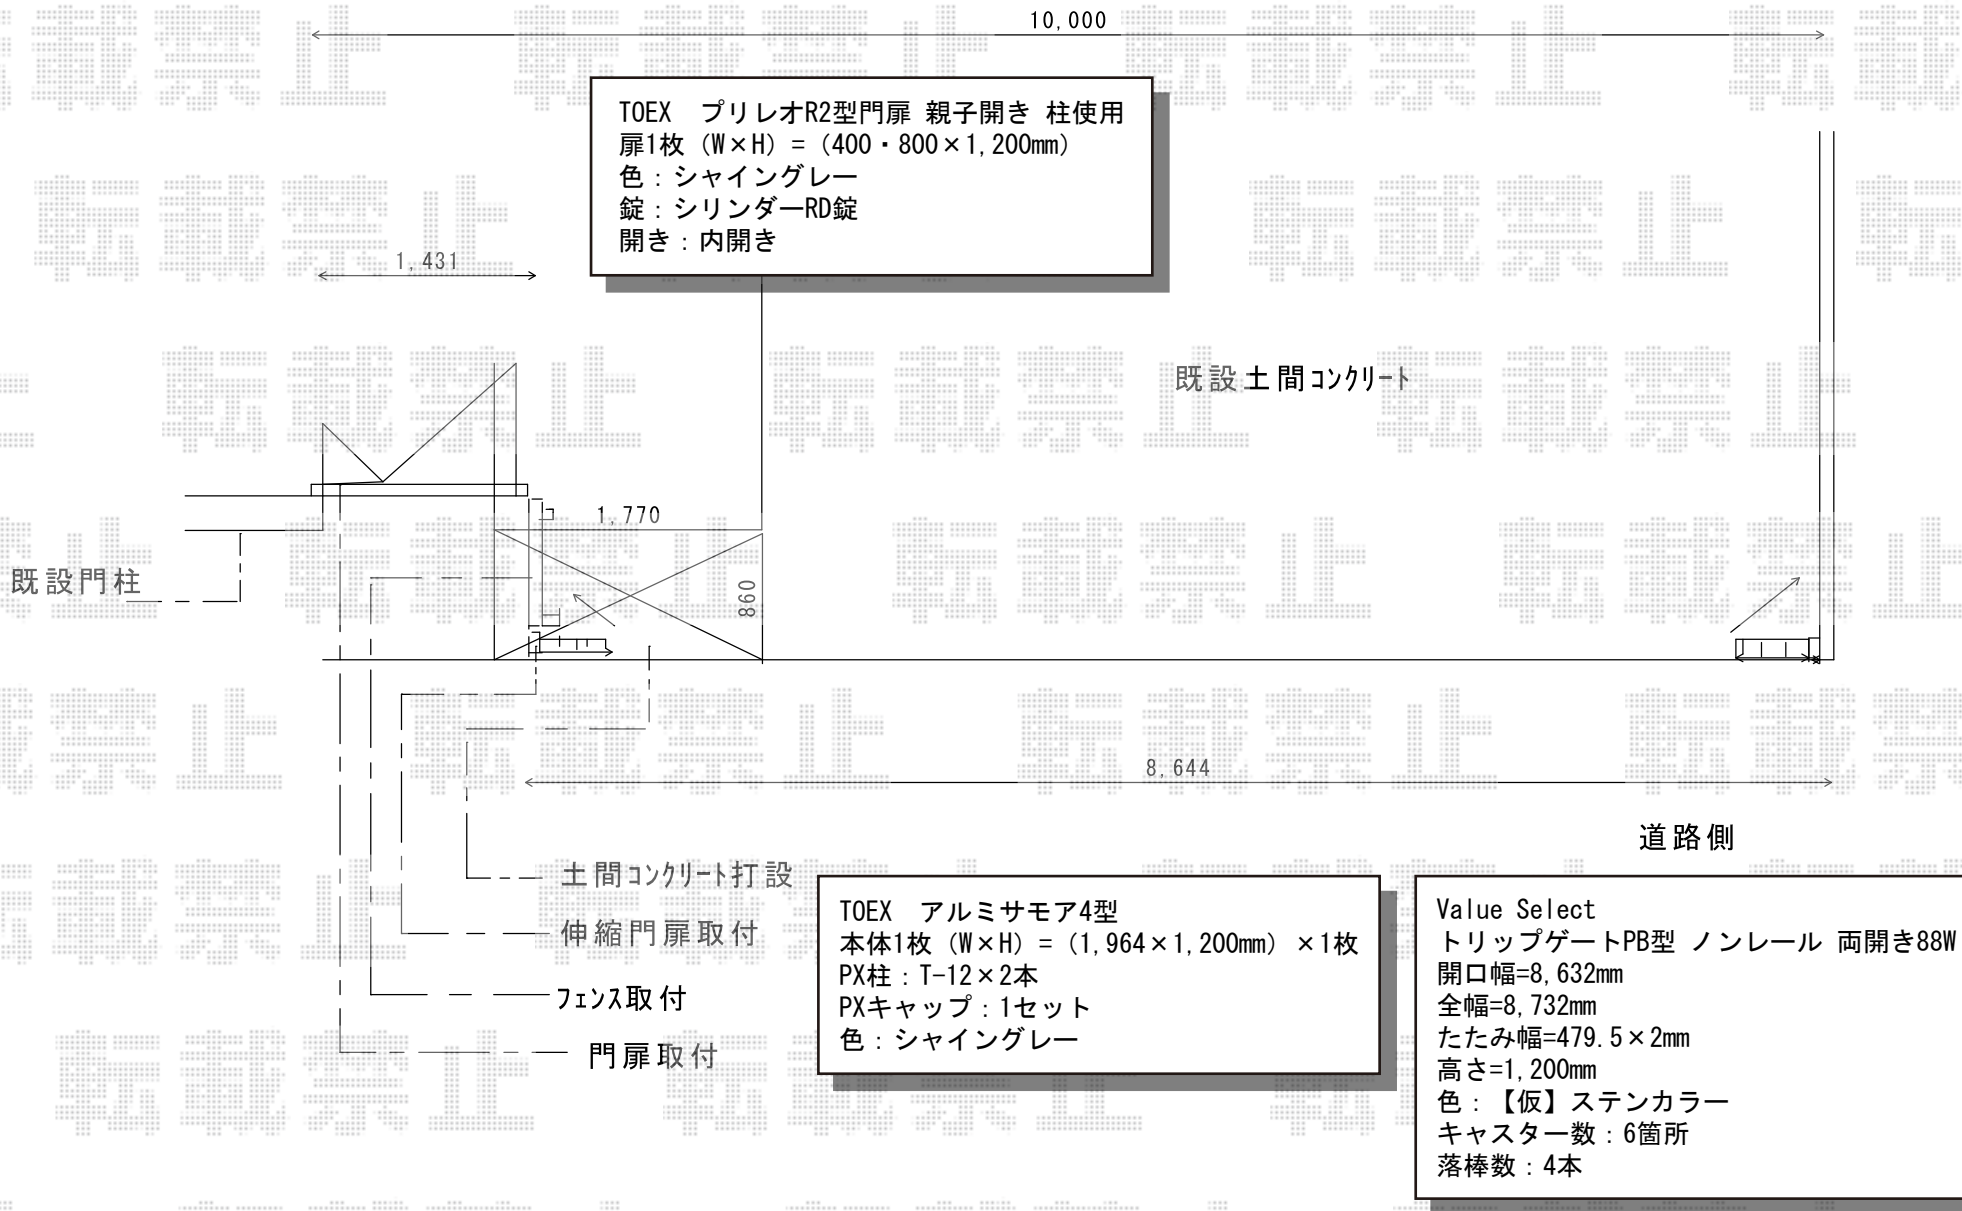 10,000
TOEX　プリレオR2型門扉 親子開き 柱使用
扉1枚（W×H）=（400・800×1,200mm）
色：シャイングレー
錠：シリンダーRD錠
開き：内開き
1,431
既設土間コンクリート
1,770
860
既設門柱
8,644
道路側
土間コンクリート打設
伸縮門扉取付
フェンス取付
門扉取付
TOEX　アルミサモア4型
本体1枚（W×H）=（1,964×1,200mm）×1枚
PX柱：T-12×2本
PXキャップ：1セット
色：シャイングレー
Value Select
トリップゲートPB型 ノンレール 両開き88W
開口幅=8,632mm
全幅=8,732mm
たたみ幅=479.5×2mm
高さ=1,200mm
色：【仮】ステンカラー
キャスター数：6箇所
落棒数：4本
転載禁止